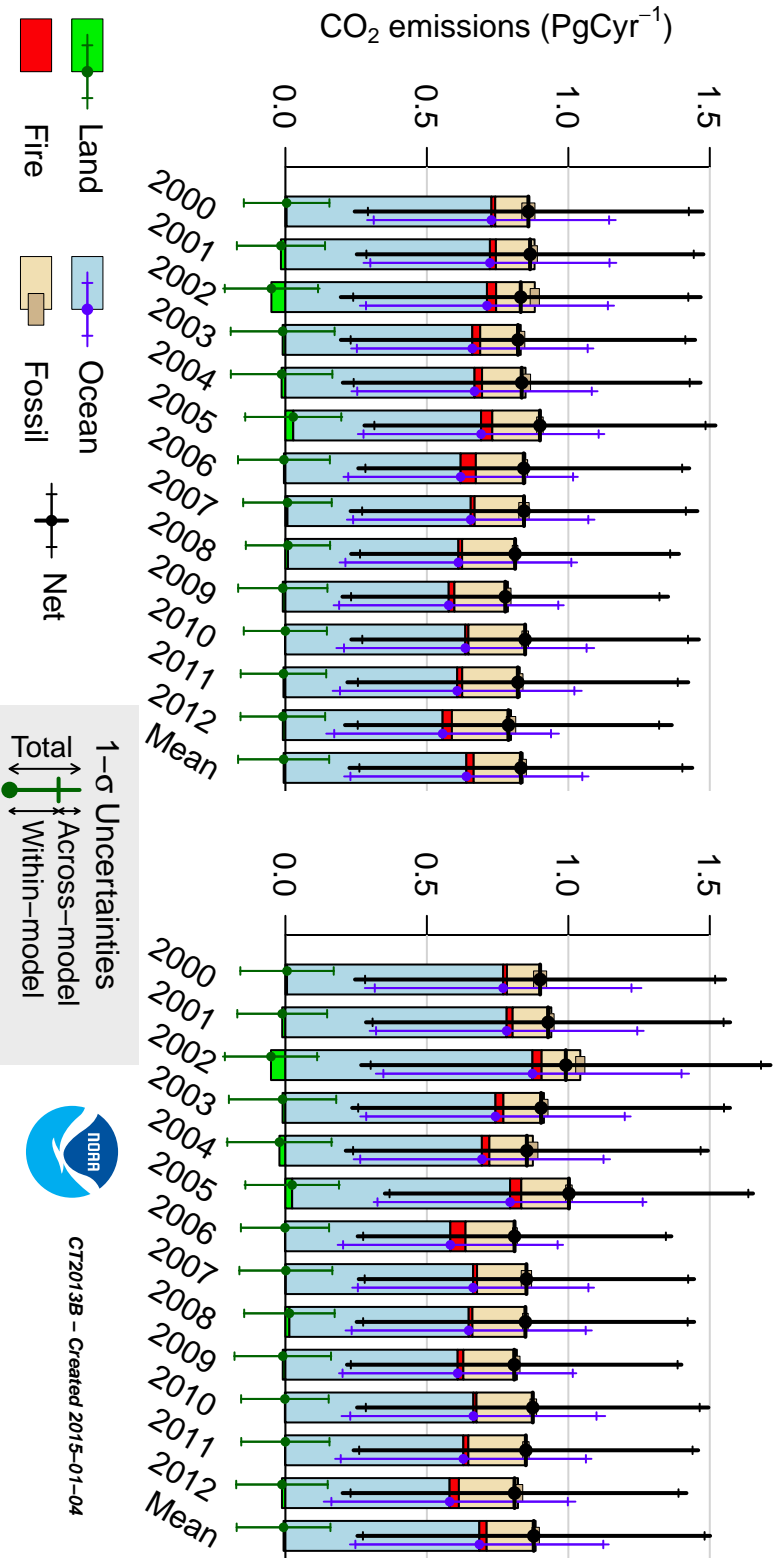 CO₂ emissions (PgCyr⁻¹)
0.0 0.5 1.0 1.5
2000 2001 2002 2003 2004 2005 2006 2007 2008 2009 2010 2011 2012 Mean
0.0 0.5 1.0 1.5
2000 2001 2002 2003 2004 2005 2006 2007 2008 2009 2010 2011 2012 Mean
Land
Ocean
Net
Fire
Fossil
1−σ Uncertainties
Total
Across−model
Within−model
NOAA
CT2013B − Created 2015−01−04